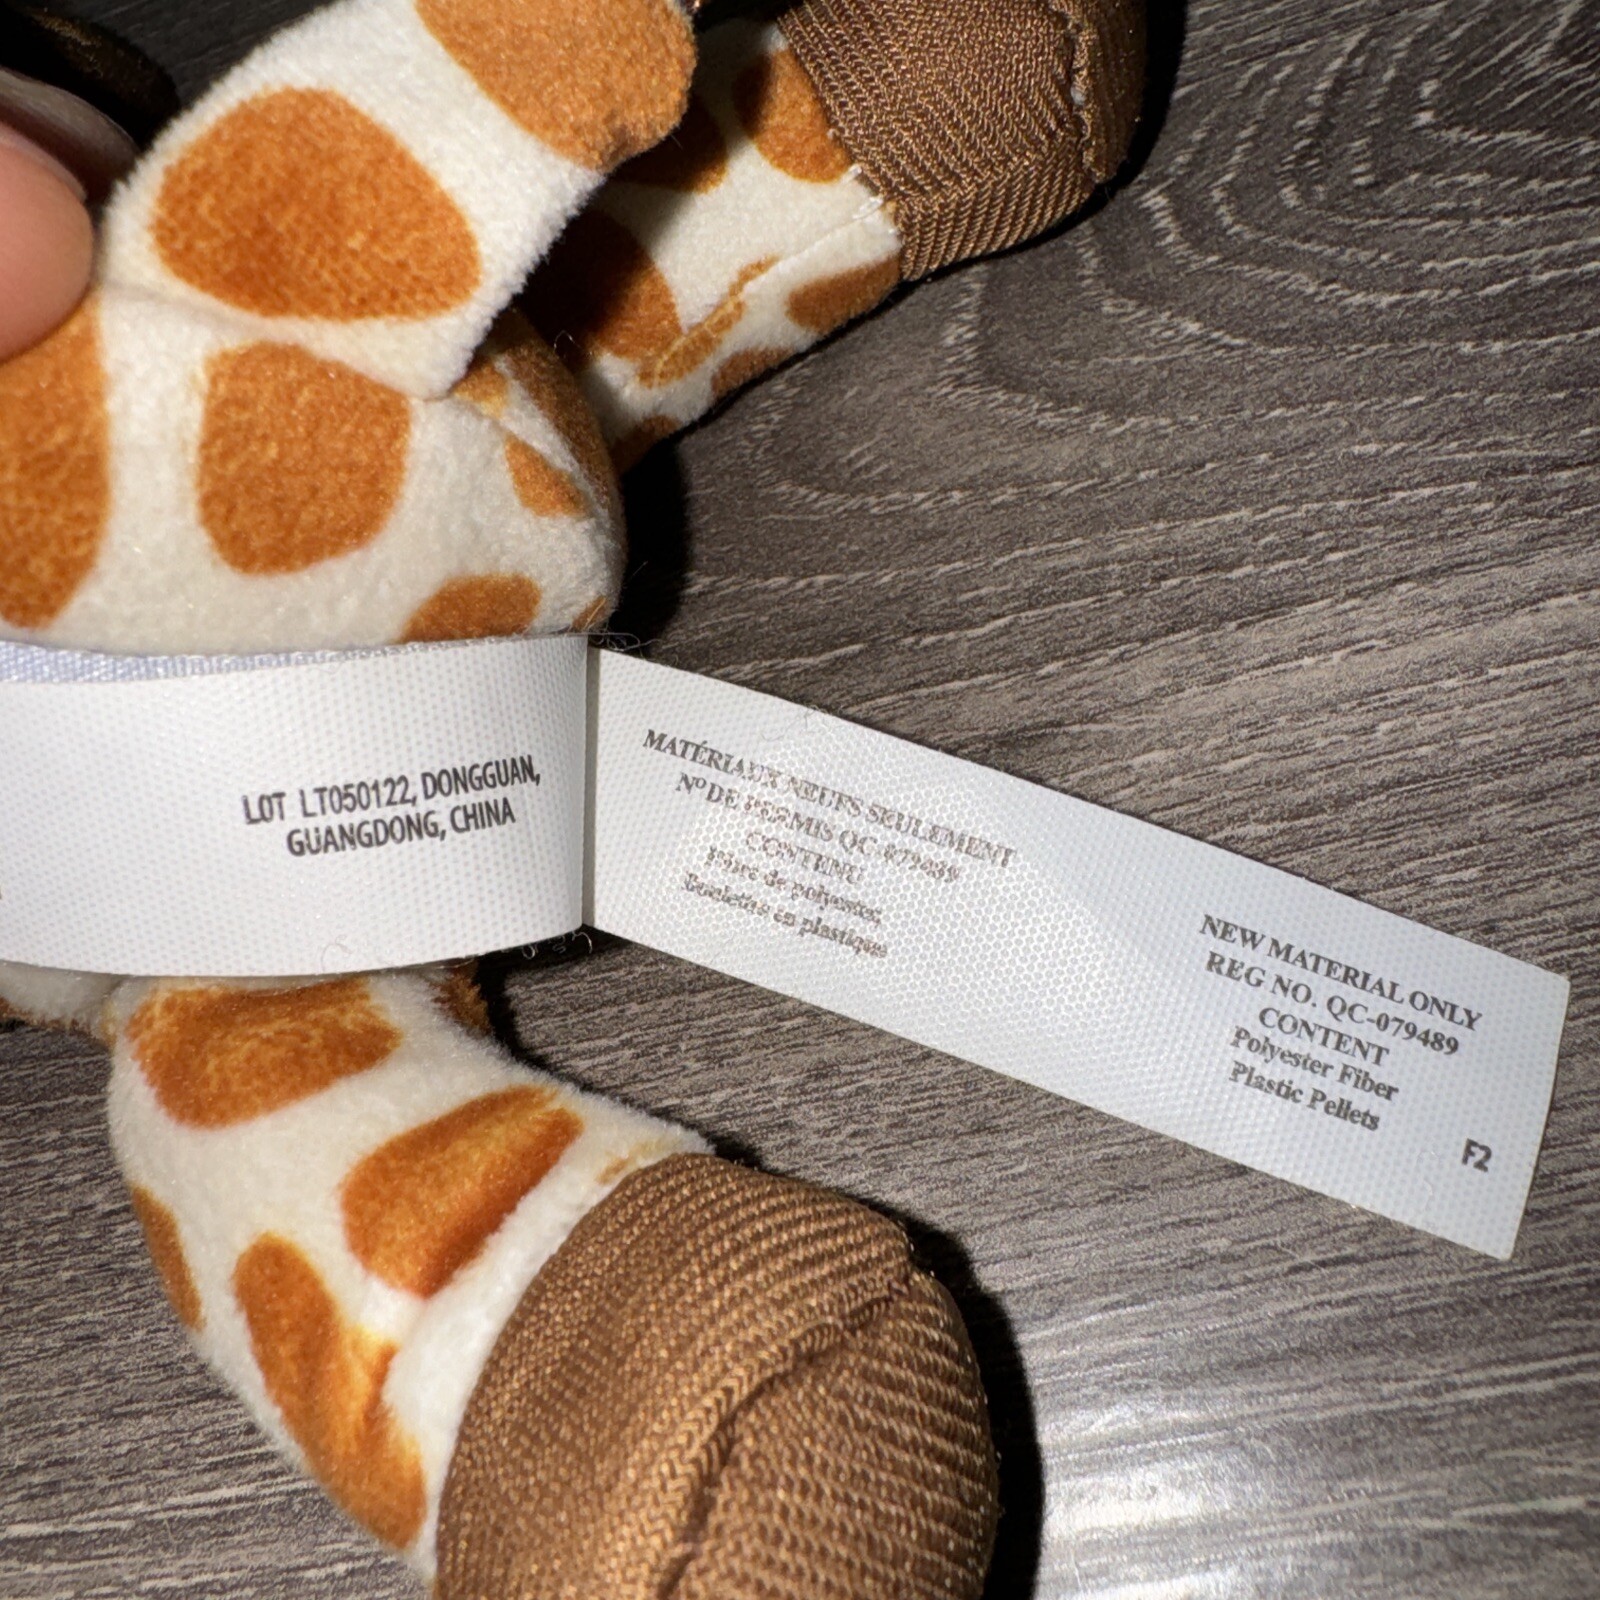 LOT LT050122, DONGGUAN,
GUANGDONG, CHINA
MATÉRIAUX NEUFS SEULEMENT
Nº DE PERMIS QC-079489
CONTENU
Fibre de polyester
Boulettes en plastique
NEW MATERIAL ONLY
REG NO. QC-079489
CONTENT
Polyester Fiber
Plastic Pellets
F2